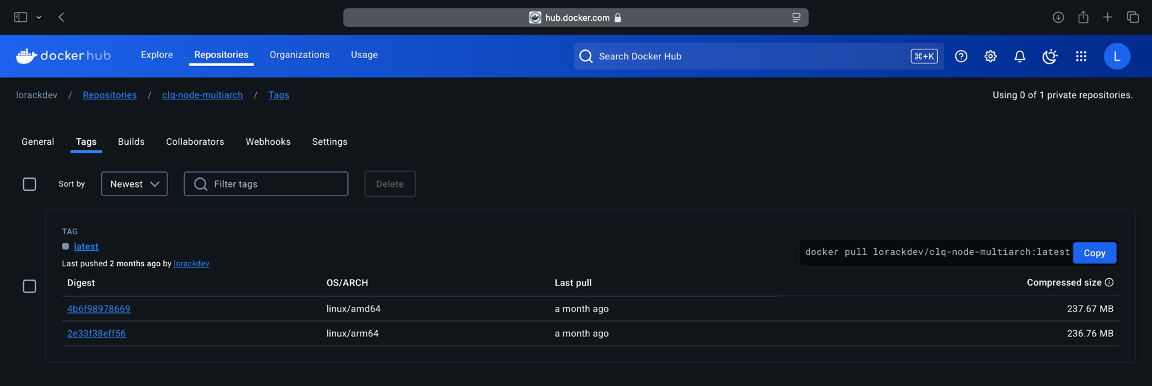 hub.docker.com
docker hub Explore Repositories Organizations Usage Search Docker Hub ⌘+K L
lorackdev / Repositories / clq-node-multiarch / Tags Using 0 of 1 private repositories.
General Tags Builds Collaborators Webhooks Settings
Sort by Newest Filter tags Delete
TAG
latest
docker pull lorackdev/clq-node-multiarch:latest Copy
Last pushed 2 months ago by lorackdev
Digest OS/ARCH Last pull Compressed size
4b6f98978669 linux/amd64 a month ago 237.67 MB
2e33f38eff56 linux/arm64 a month ago 236.76 MB